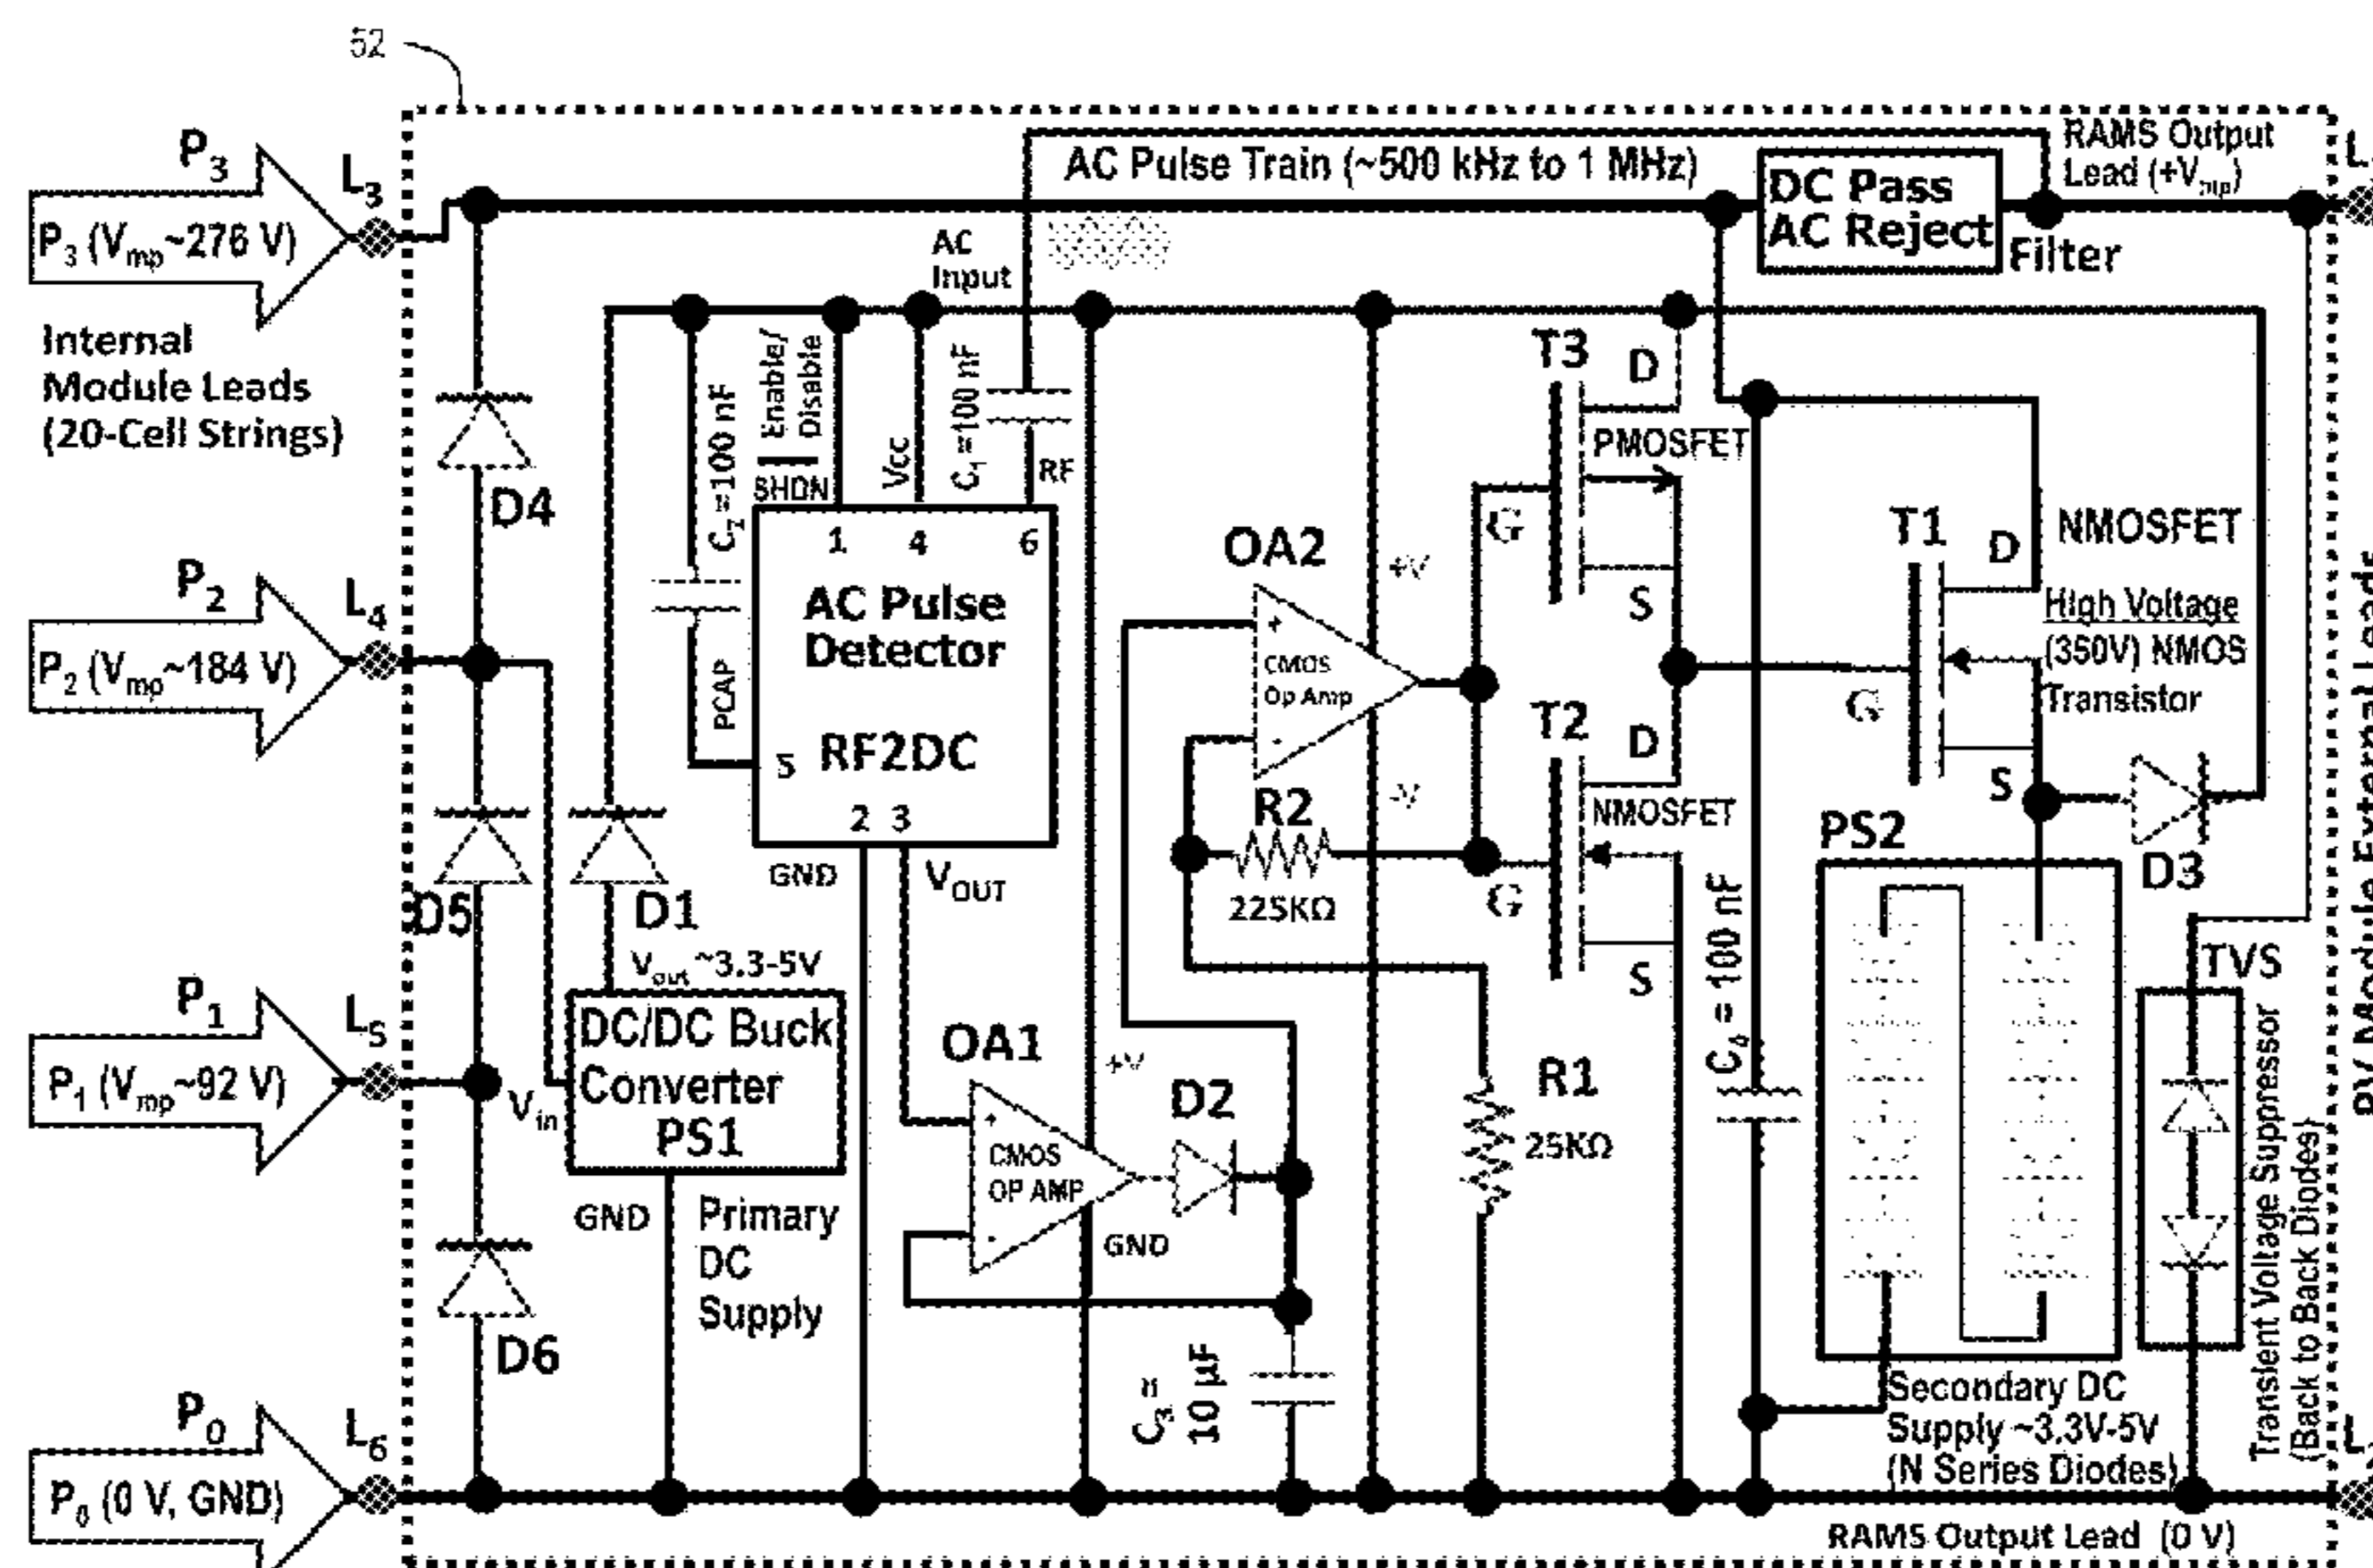 52
P3
L3
P3 (Vmp~276 V)
Internal
Module Leads
(20-Cell Strings)
P2
L4
P2 (Vmp~184 V)
P1
L5
P1 (Vmp~92 V)
P0
L6
P0 (0 V, GND)
D4
D5
D6
D1
Vout ~3.3-5V
Vin
DC/DC Buck
Converter
PS1
GND
Primary
DC
Supply
AC Pulse Train (~500 kHz to 1 MHz)
AC
Input
=100 nF
PCAP
Enable/
Disable
SHDN
Vcc
C1 =100 nF
RF
1 4 6
AC Pulse
Detector
5 RF2DC
2 3
GND
VOUT
OA1
CMOS
OP AMP
+
-
+V
GND
D2
C3 =
10 µF
OA2
+
CMOS
Op Amp
-
+V
-V
R2
225KΩ
R1
25KΩ
T3
D
PMOSFET
G
S
T2
D
NMOSFET
G
S
= 100 nF
DC Pass
AC Reject
Filter
RAMS Output
Lead
T1
D
NMOSFET
High Voltage
(350V) NMOS
Transistor
G
S
D3
PS2
Secondary DC
Supply ~3.3V-5V
(N Series Diodes)
TVS
Transient Voltage Suppressor
(Back to Back Diodes)
RAMS Output Lead (0 V)
PV Module External Leads